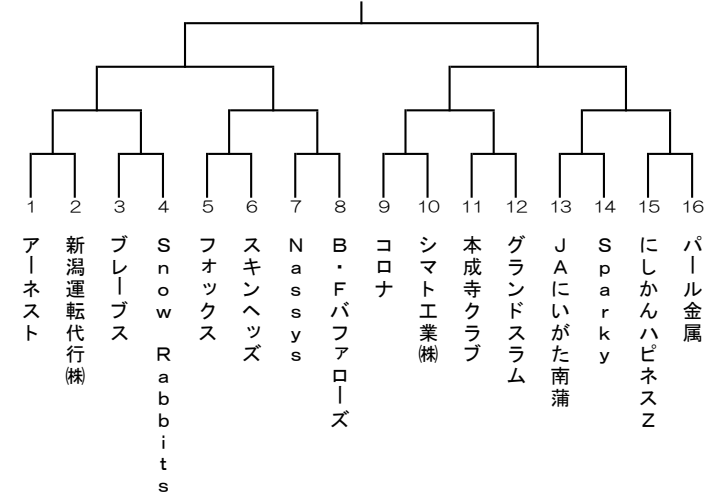 1
アーネスト
2
新潟運転代行㈱
3
ブレーブス
4
Snow Rabbits
5
フォックス
6
スキンヘッズ
7
Nassys
8
B・Fバファローズ
9
コロナ
10
シマト工業㈱
11
本成寺クラブ
12
グランドスラム
13
JAにいがた南蒲
14
Sparky
15
にしかんハピネスZ
16
パール金属